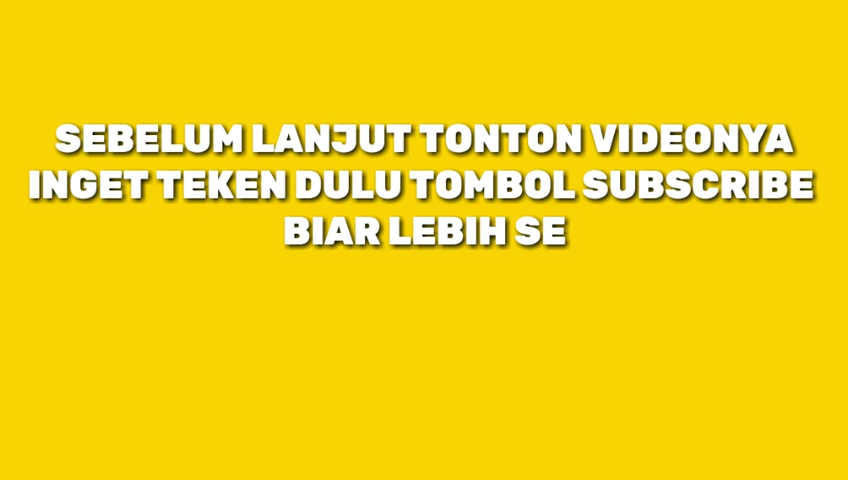 SEBELUM LANJUT TONTON VIDEONYA
INGET TEKEN DULU TOMBOL SUBSCRIBE
BIAR LEBIH SE